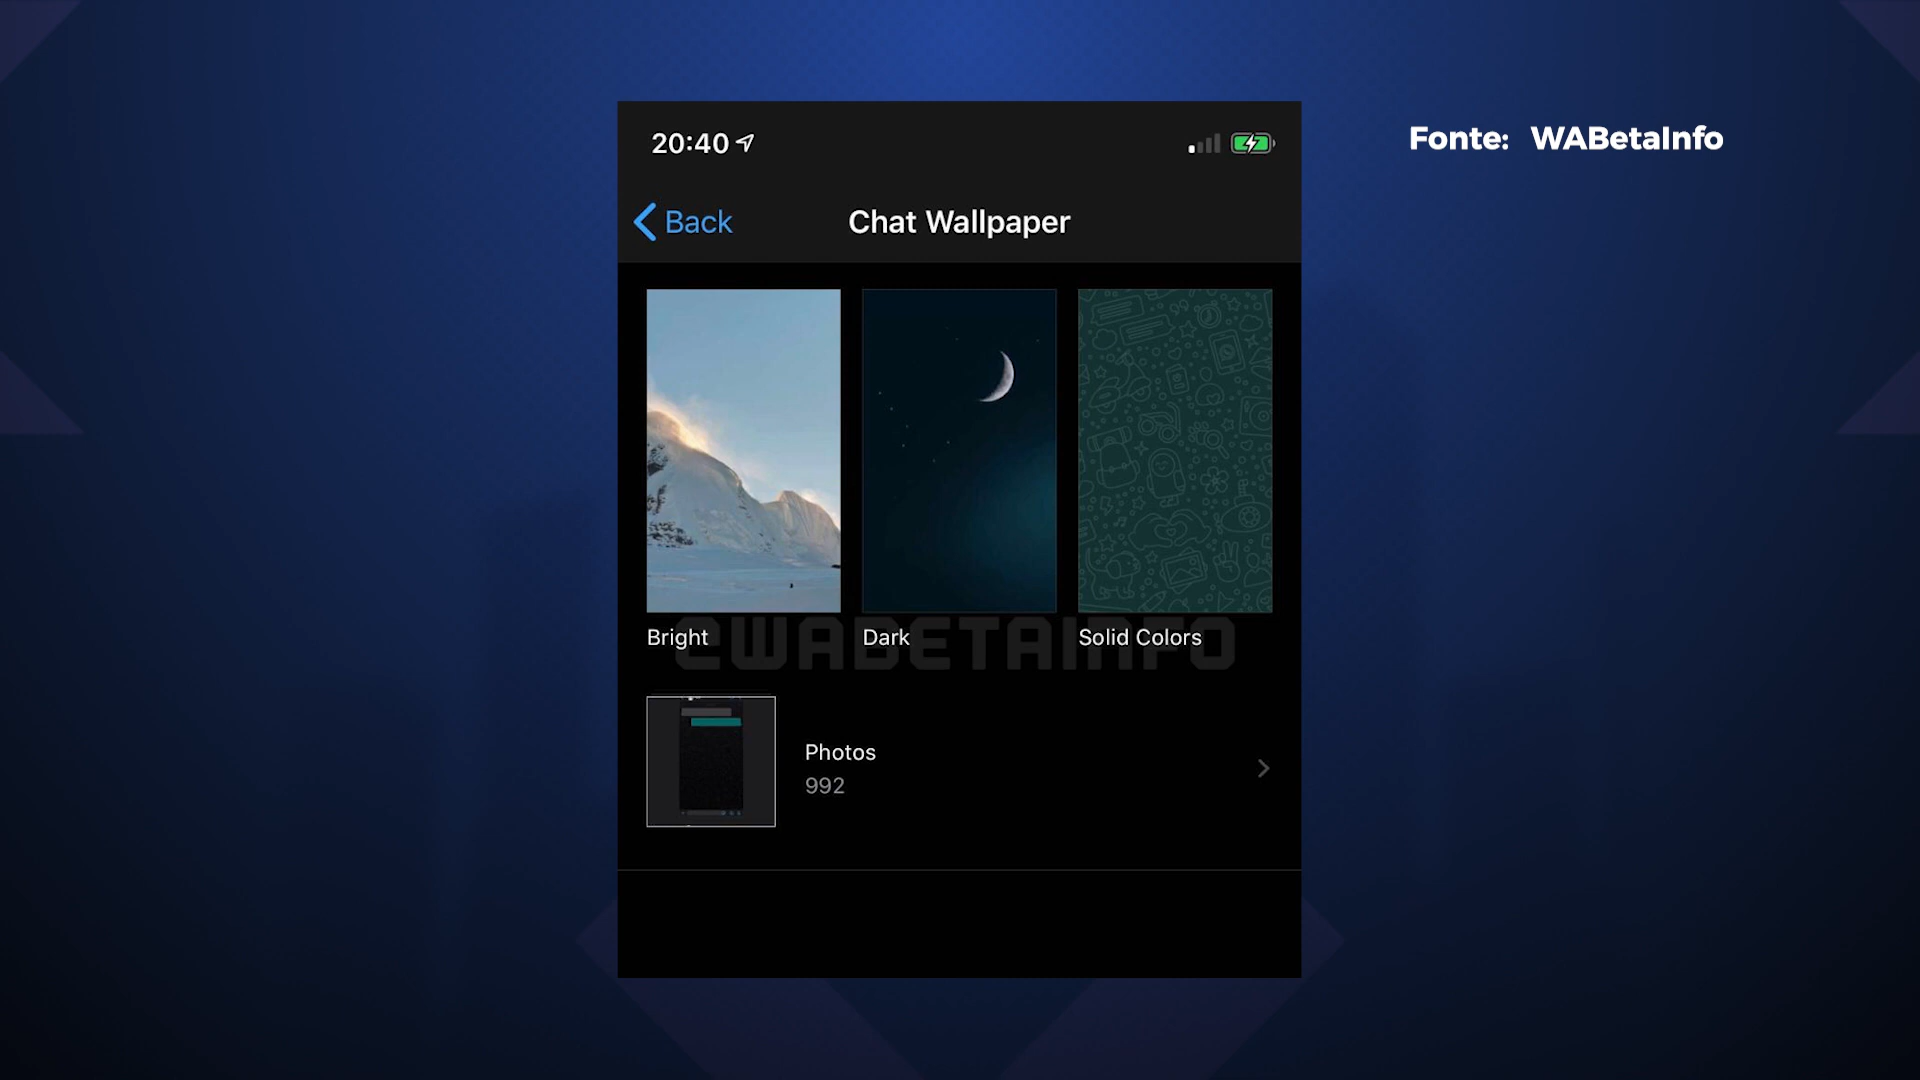 20:40
Fonte: WABetaInfo
Back
Chat Wallpaper
Bright
Dark
Solid Colors
@WABETAINFO
Photos
992